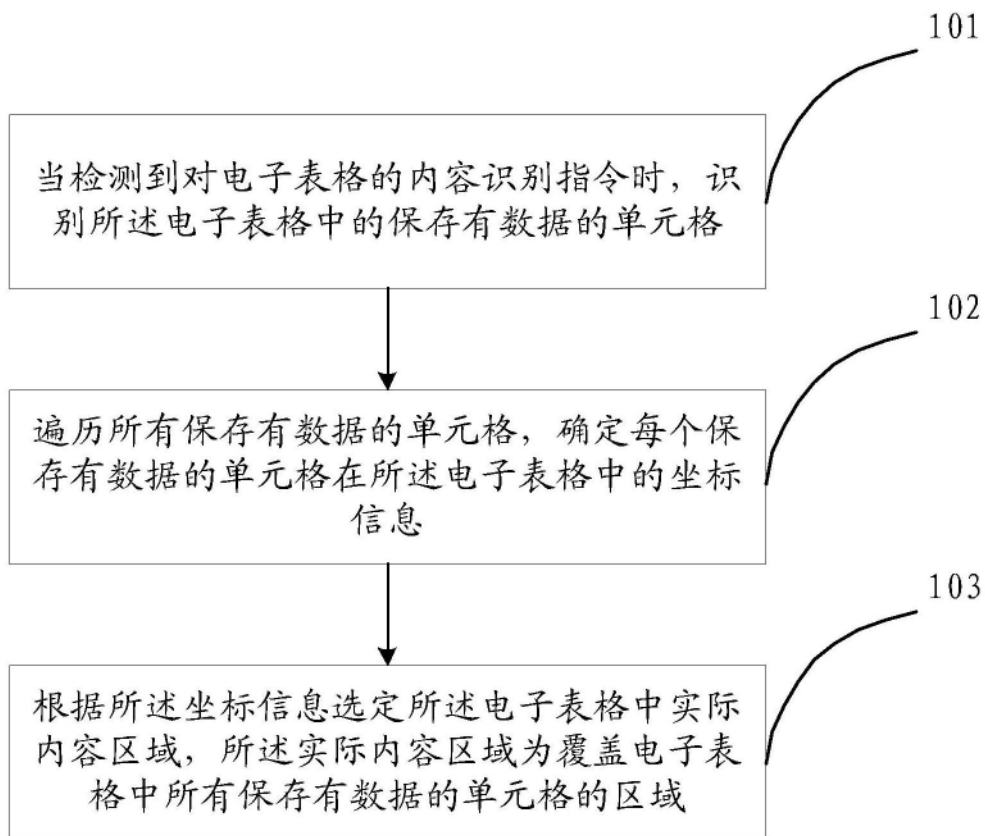 101
当检测到对电子表格的内容识别指令时，识
别所述电子表格中的保存有数据的单元格
102
遍历所有保存有数据的单元格，确定每个保
存有数据的单元格在所述电子表格中的坐标
信息
103
根据所述坐标信息选定所述电子表格中实际
内容区域，所述实际内容区域为覆盖电子表
格中所有保存有数据的单元格的区域